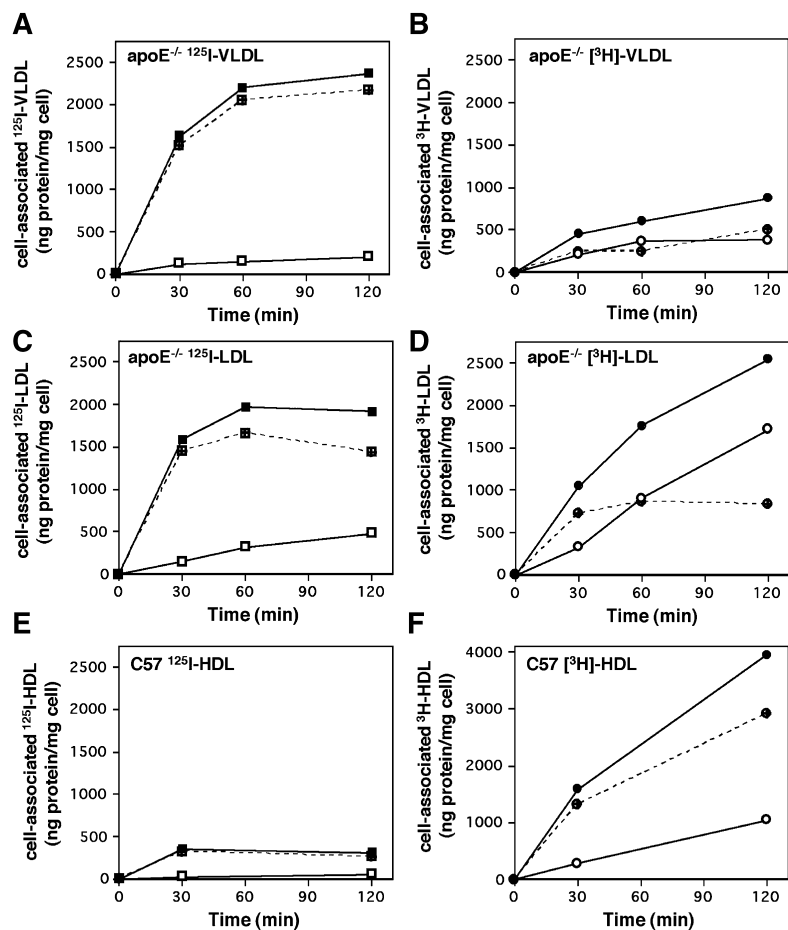 A
apoE-/- 125I-VLDL
cell-associated 125I-VLDL
(ng protein/mg cell)
2500
2000
1500
1000
500
0
0 30 60 90 120
Time (min)
B
apoE-/- [3H]-VLDL
cell-associated 3H-VLDL
(ng protein/mg cell)
2500
2000
1500
1000
500
0
0 30 60 90 120
Time (min)
C
apoE-/- 125I-LDL
cell-associated 125I-LDL
(ng protein/mg cell)
2500
2000
1500
1000
500
0
0 30 60 90 120
Time (min)
D
apoE-/- [3H]-LDL
cell-associated 3H-LDL
(ng protein/mg cell)
2500
2000
1500
1000
500
0
0 30 60 90 120
Time (min)
E
C57 125I-HDL
cell-associated 125I-HDL
(ng protein/mg cell)
2500
2000
1500
1000
500
0
0 30 60 90 120
Time (min)
F
C57 [3H]-HDL
cell-associated 3H-HDL
(ng protein/mg cell)
4000
3000
2000
1000
0
0 30 60 90 120
Time (min)